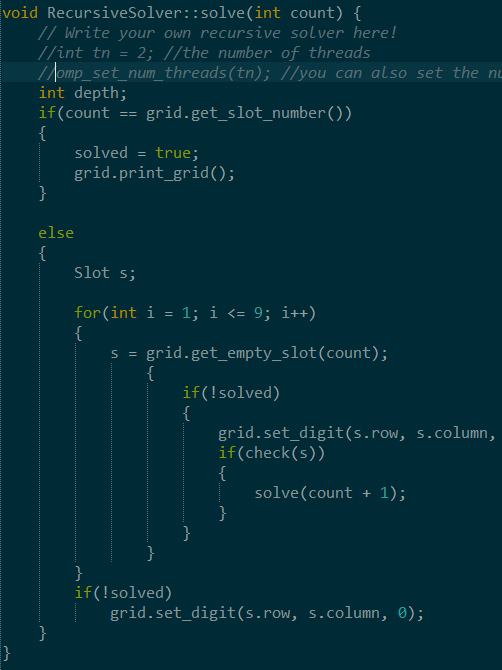 void RecursiveSolver::solve(int count) {
    // Write your own recursive solver here!
    //int tn = 2; //the number of threads
    //omp_set_num_threads(tn); //you can also set the nu
    int depth;
    if(count == grid.get_slot_number())
    {
        solved = true;
        grid.print_grid();
    }

    else
    {
        Slot s;

        for(int i = 1; i <= 9; i++)
        {
            s = grid.get_empty_slot(count);
                {
                    if(!solved)
                    {
                        grid.set_digit(s.row, s.column,
                        if(check(s))
                        {
                            solve(count + 1);
                        }
                    }
                }
        }
        if(!solved)
            grid.set_digit(s.row, s.column, 0);
    }
}